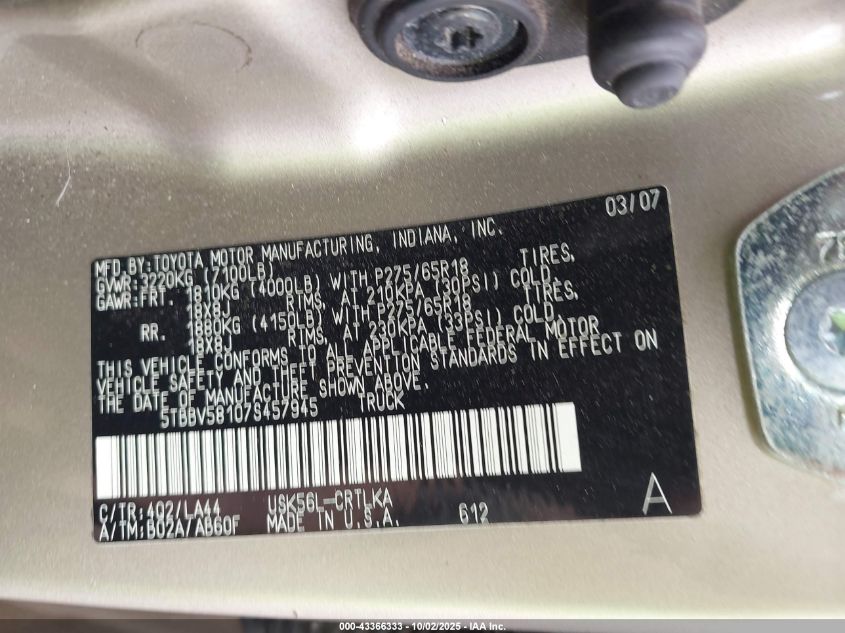 03/07
MFD. BY: TOYOTA MOTOR MANUFACTURING, INDIANA, INC.
GVWR: 3220KG (7100LB)
GAWR: FRT. 1810KG (4000LB) WITH P275/65R18 TIRES,
18X8J RIMS, AT 210KPA (30PSI) COLD.
RR. 1880KG (4150LB) WITH P275/65R18 TIRES,
18X8J RIMS, AT 230KPA (33PSI) COLD.
THIS VEHICLE CONFORMS TO ALL APPLICABLE FEDERAL MOTOR
VEHICLE SAFETY AND THEFT PREVENTION STANDARDS IN EFFECT ON
THE DATE OF MANUFACTURE SHOWN ABOVE.
5TBBV58107S457945 TRUCK
C/TR: 4Q2/LA44 USK56L-CRTLKA A
A/TM: B02A/AB60F MADE IN U.S.A. 612
000-43366333 - 10/02/2025 - IAA Inc.